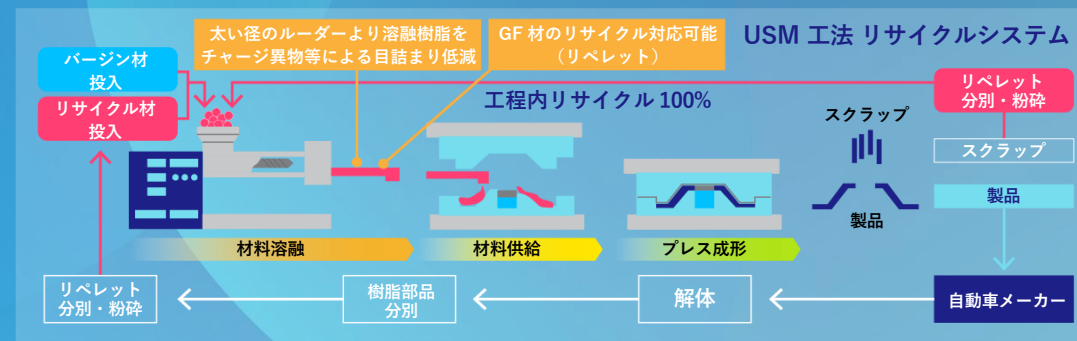 USM 工法 リサイクルシステム
太い径のルーダーより溶融樹脂を
チャージ異物等による目詰まり低減
GF 材のリサイクル対応可能
（リペレット）
バージン材
投入
リサイクル材
投入
工程内リサイクル 100%
リペレット
分別・粉砕
スクラップ
スクラップ
製品
製品
材料溶融
材料供給
プレス成形
自動車メーカー
解体
樹脂部品
分別
リペレット
分別・粉砕